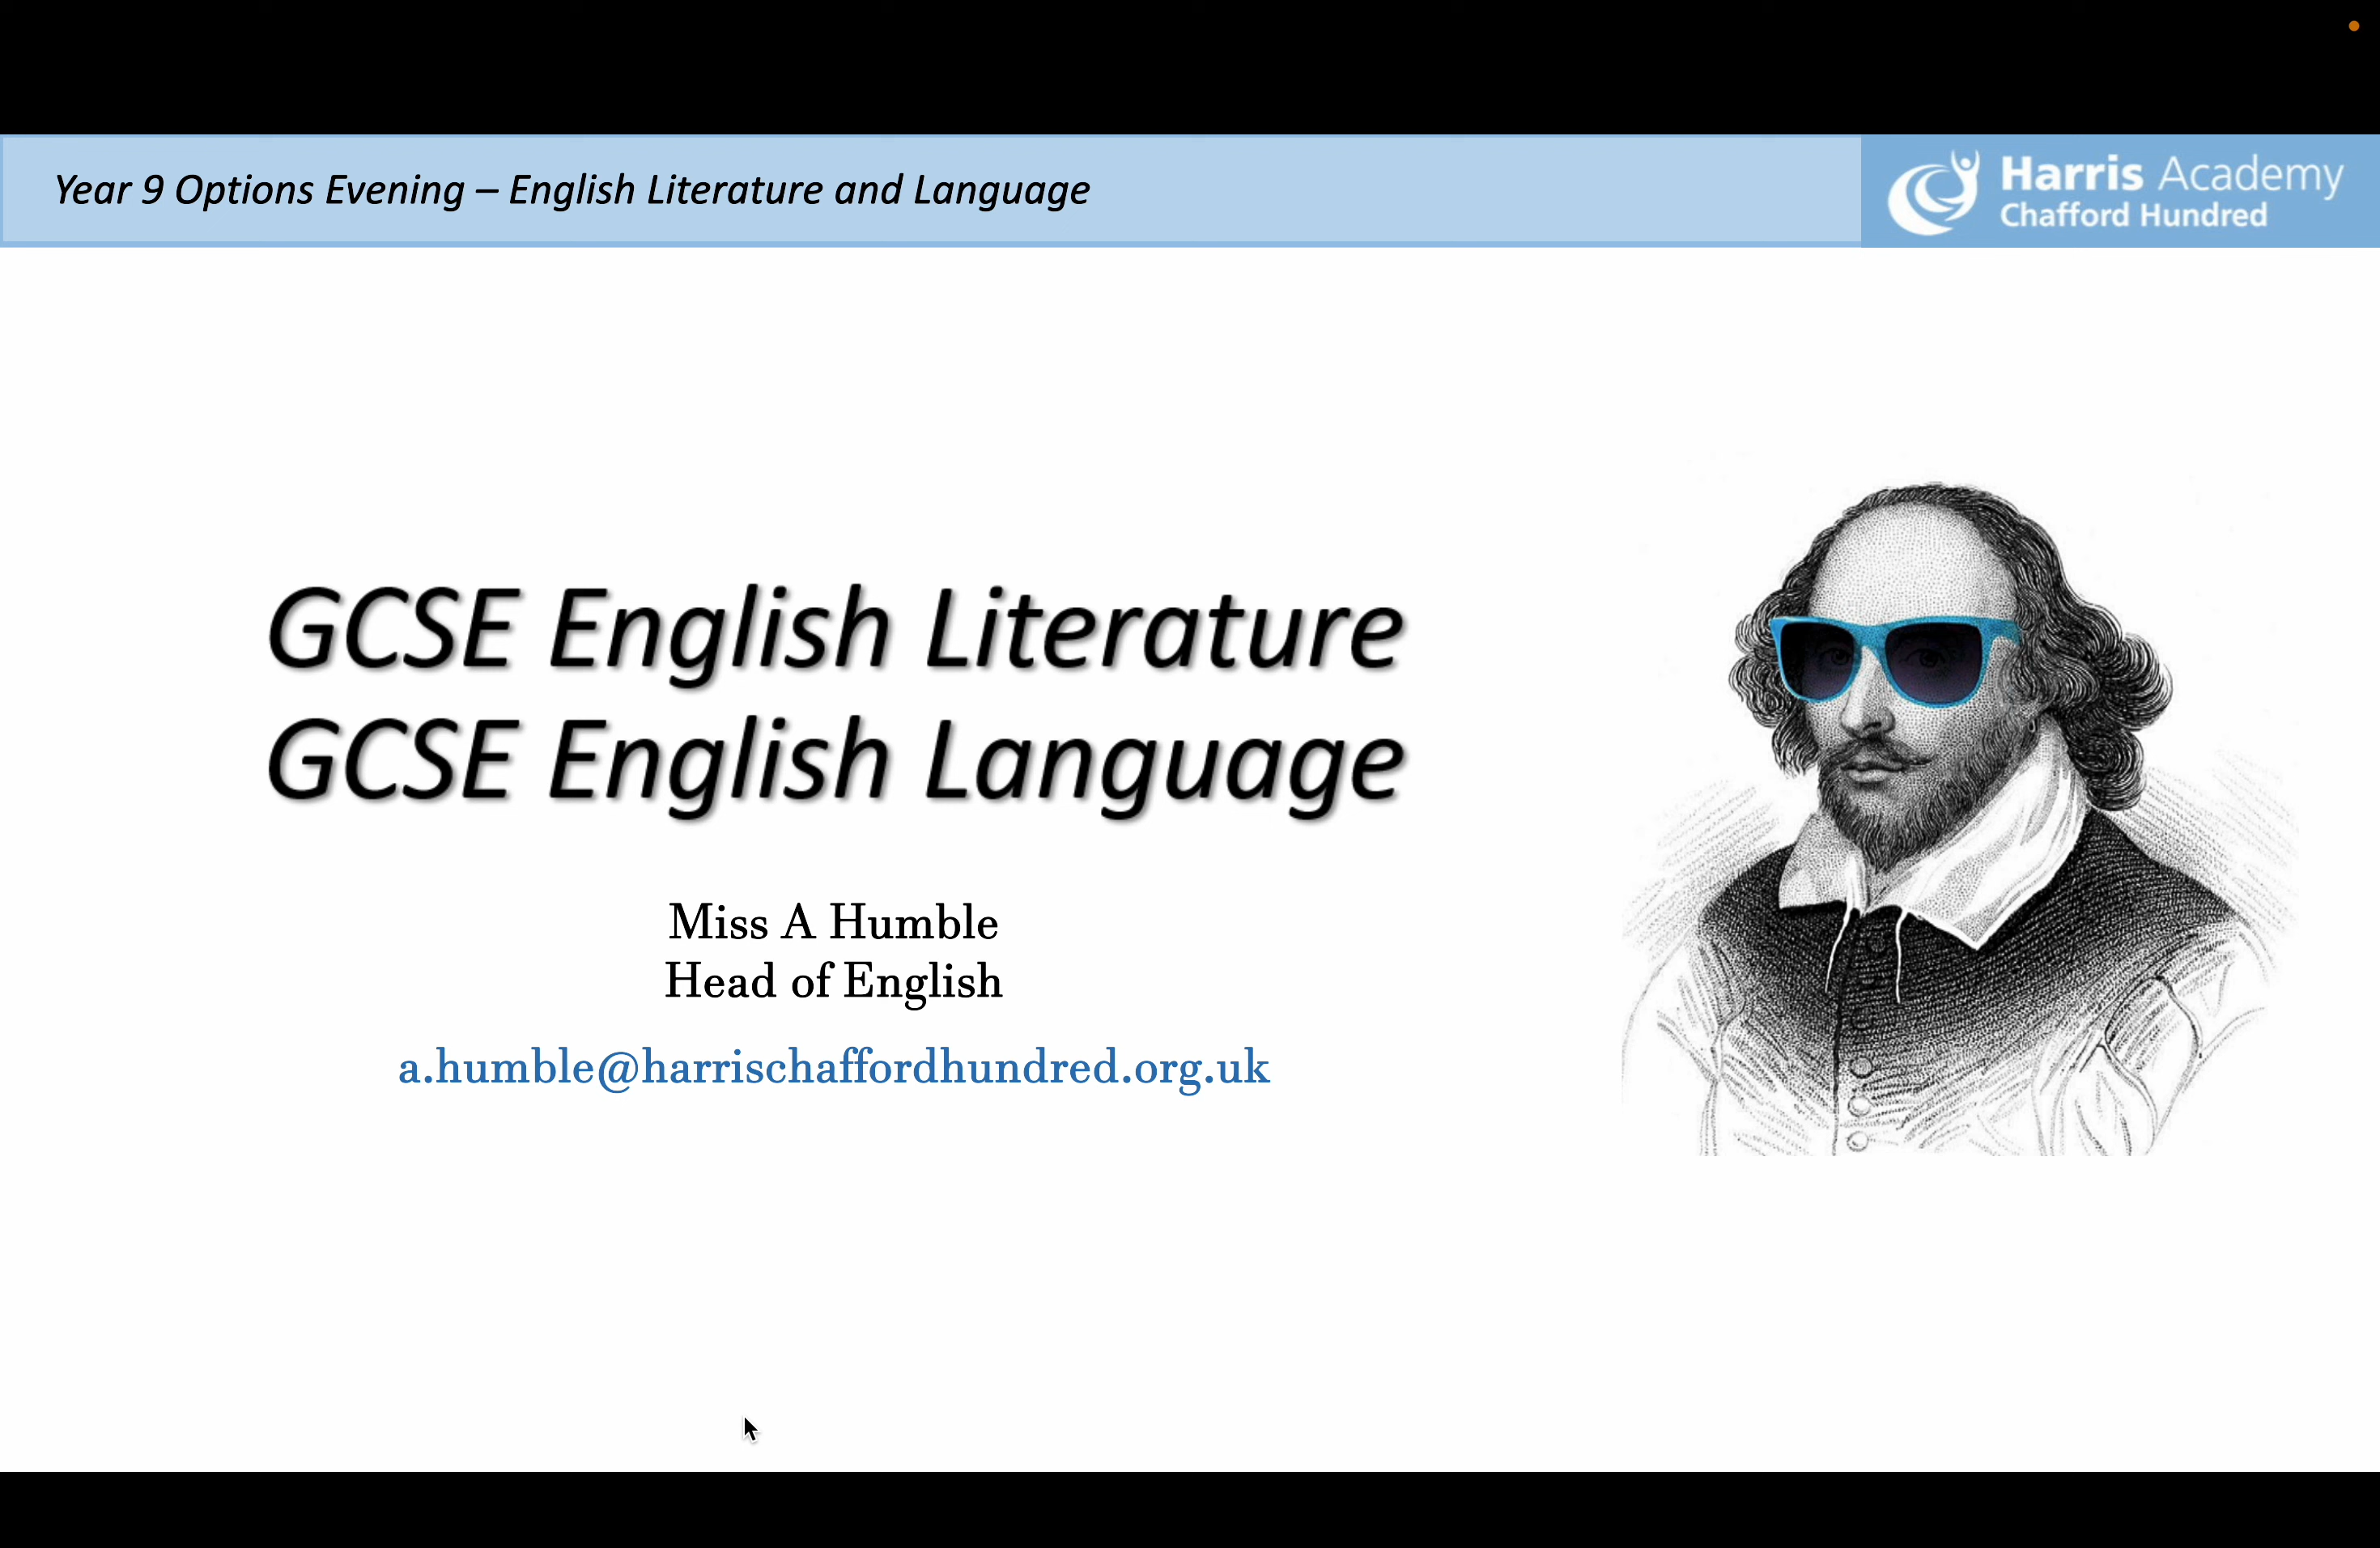 Year 9 Options Evening – English Literature and Language
Harris Academy
Chafford Hundred
GCSE English Literature
GCSE English Language
Miss A Humble
Head of English
a.humble@harrischaffordhundred.org.uk